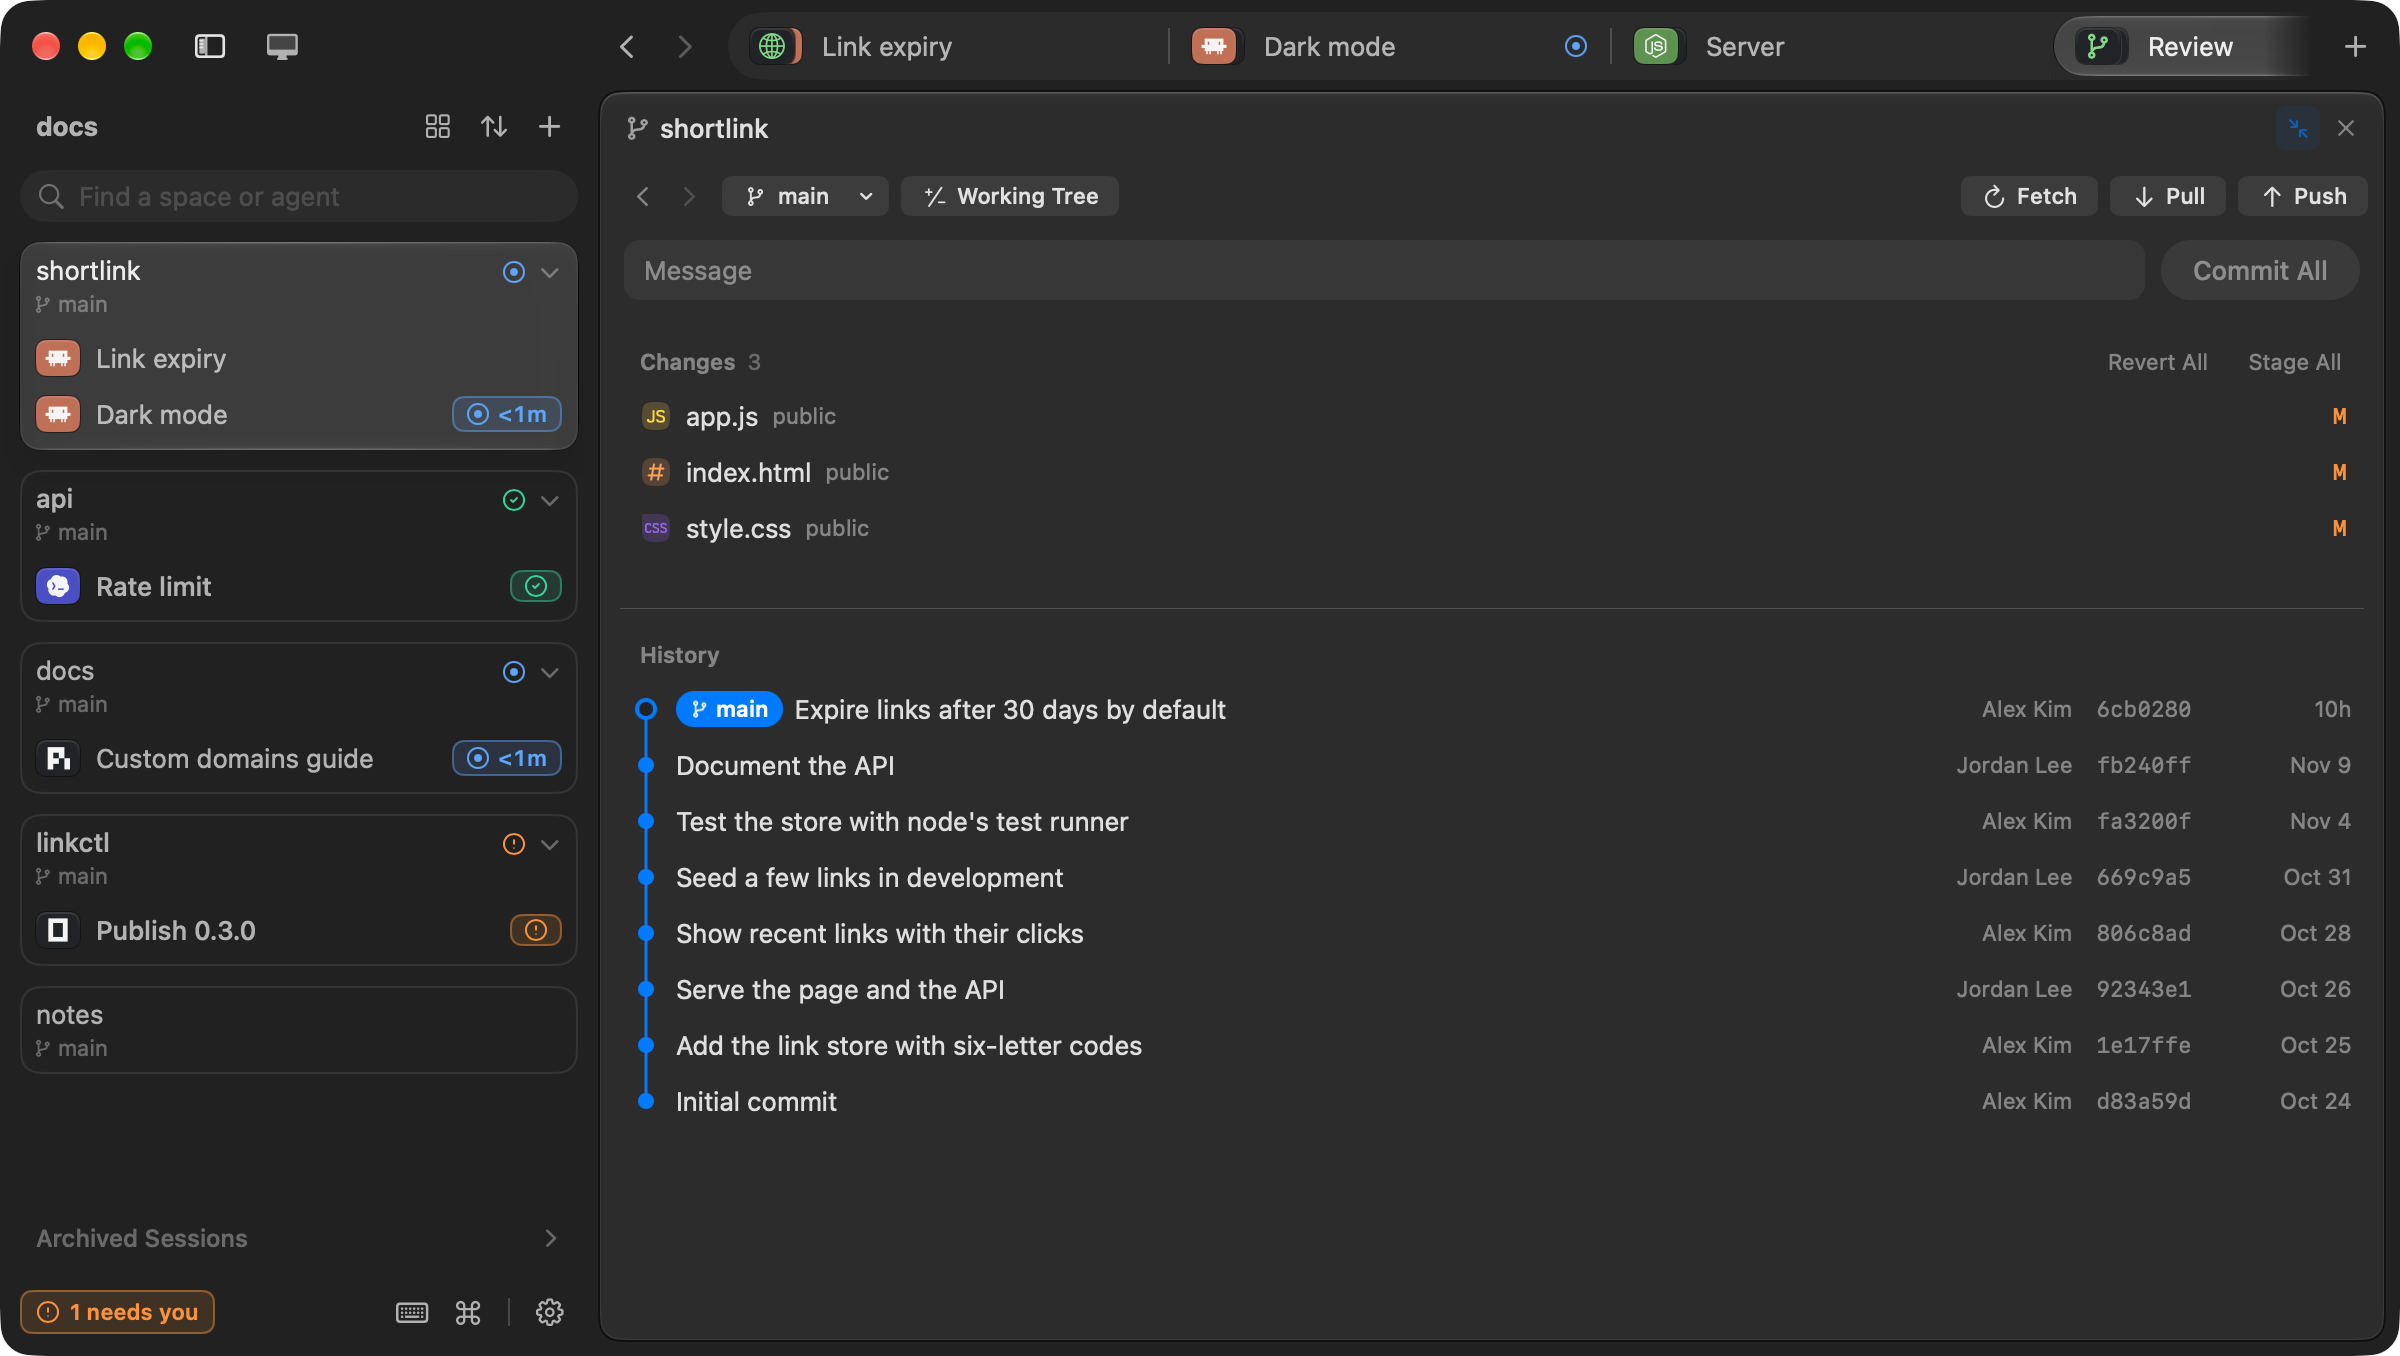 Link expiry
Dark mode
Server
Review
docs
Find a space or agent
shortlink
main
Link expiry
Dark mode
<1m
api
main
Rate limit
docs
main
Custom domains guide
<1m
linkctl
main
Publish 0.3.0
notes
main
Archived Sessions
1 needs you
shortlink
main
Working Tree
Fetch
Pull
Push
Message
Commit All
Changes 3
Revert All
Stage All
JS app.js public M
# index.html public M
CSS style.css public M
History
main Expire links after 30 days by default Alex Kim 6cb0280 10h
Document the API Jordan Lee fb240ff Nov 9
Test the store with node's test runner Alex Kim fa3200f Nov 4
Seed a few links in development Jordan Lee 669c9a5 Oct 31
Show recent links with their clicks Alex Kim 806c8ad Oct 28
Serve the page and the API Jordan Lee 92343e1 Oct 26
Add the link store with six-letter codes Alex Kim 1e17ffe Oct 25
Initial commit Alex Kim d83a59d Oct 24